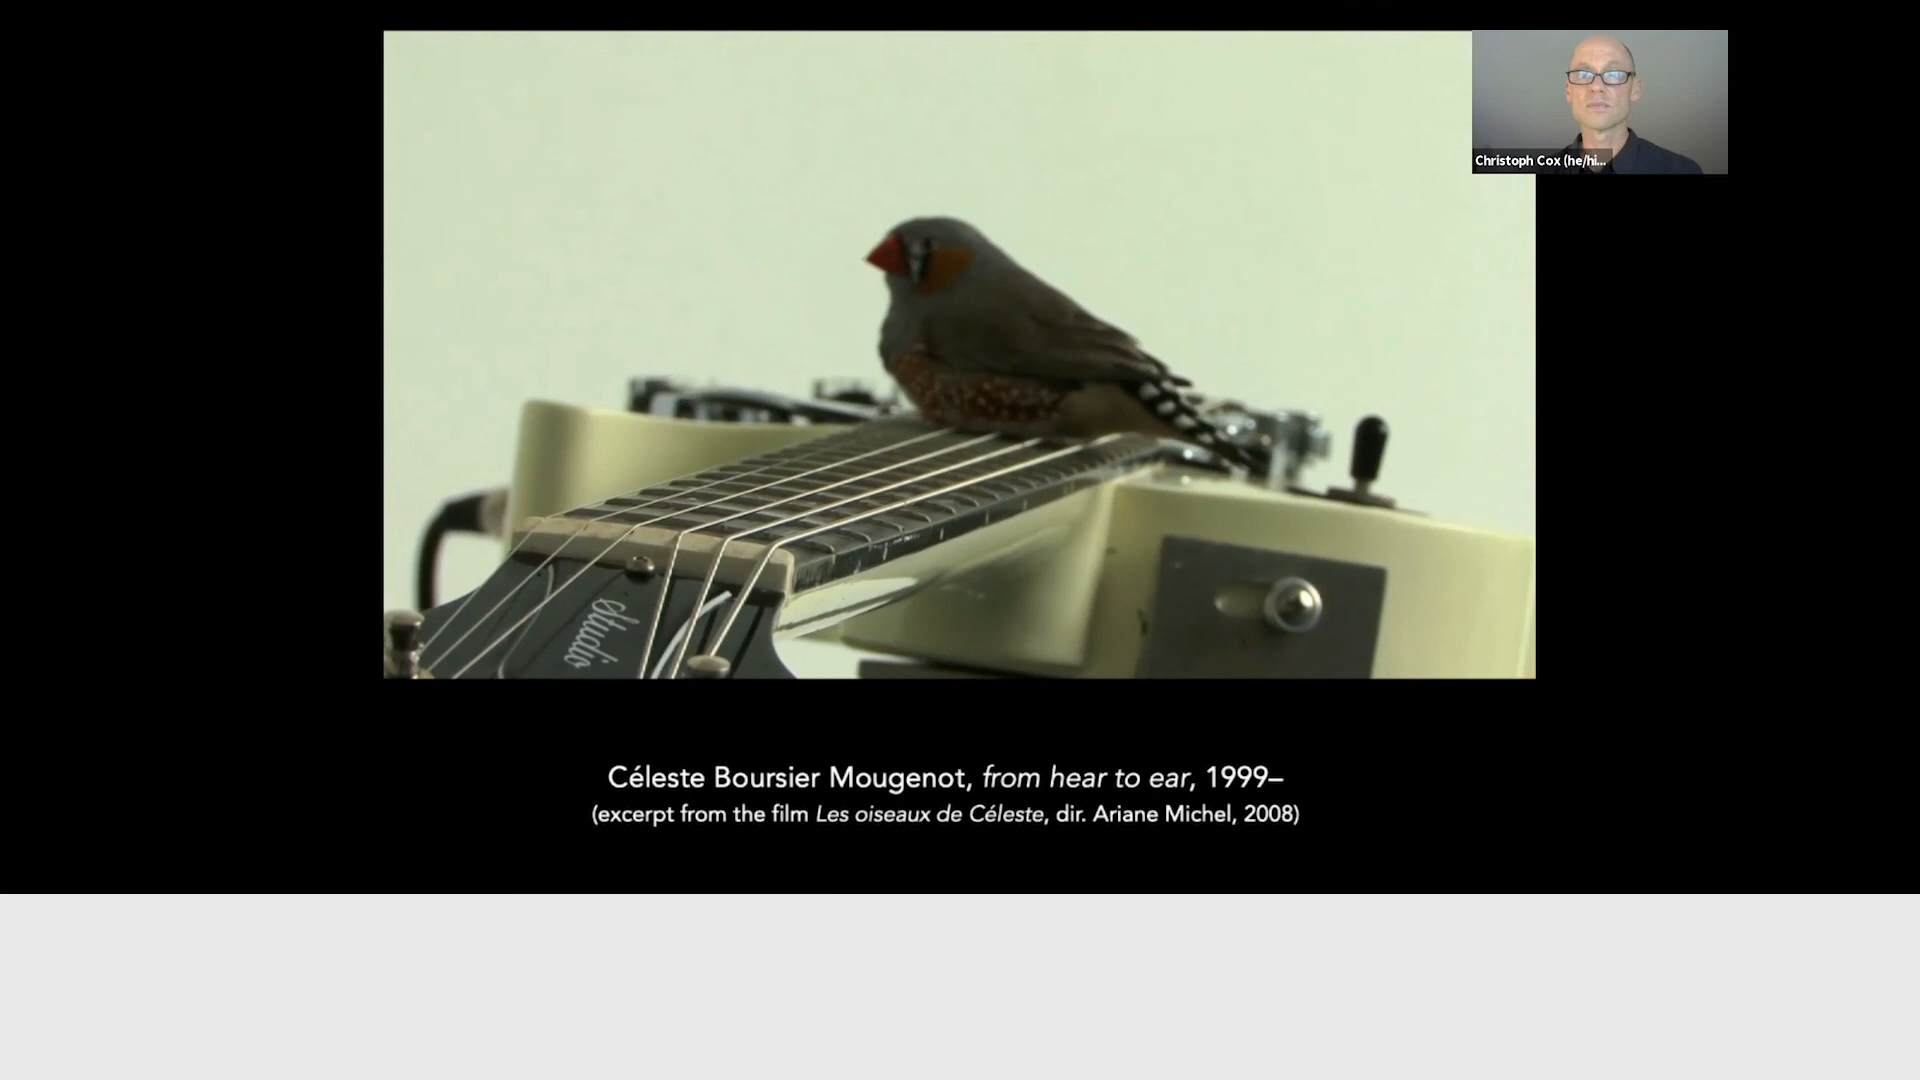 Christoph Cox (he/hi...
Studio
Céleste Boursier Mougenot, from hear to ear, 1999–
(excerpt from the film Les oiseaux de Céleste, dir. Ariane Michel, 2008)